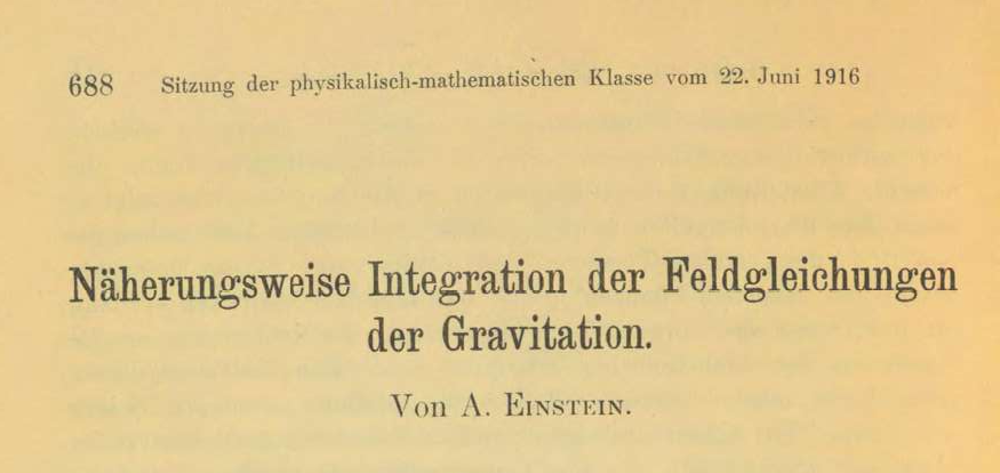 688 Sitzung der physikalisch-mathematischen Klasse vom 22. Juni 1916
Näherungsweise Integration der Feldgleichungen
der Gravitation.
Von A. EINSTEIN.